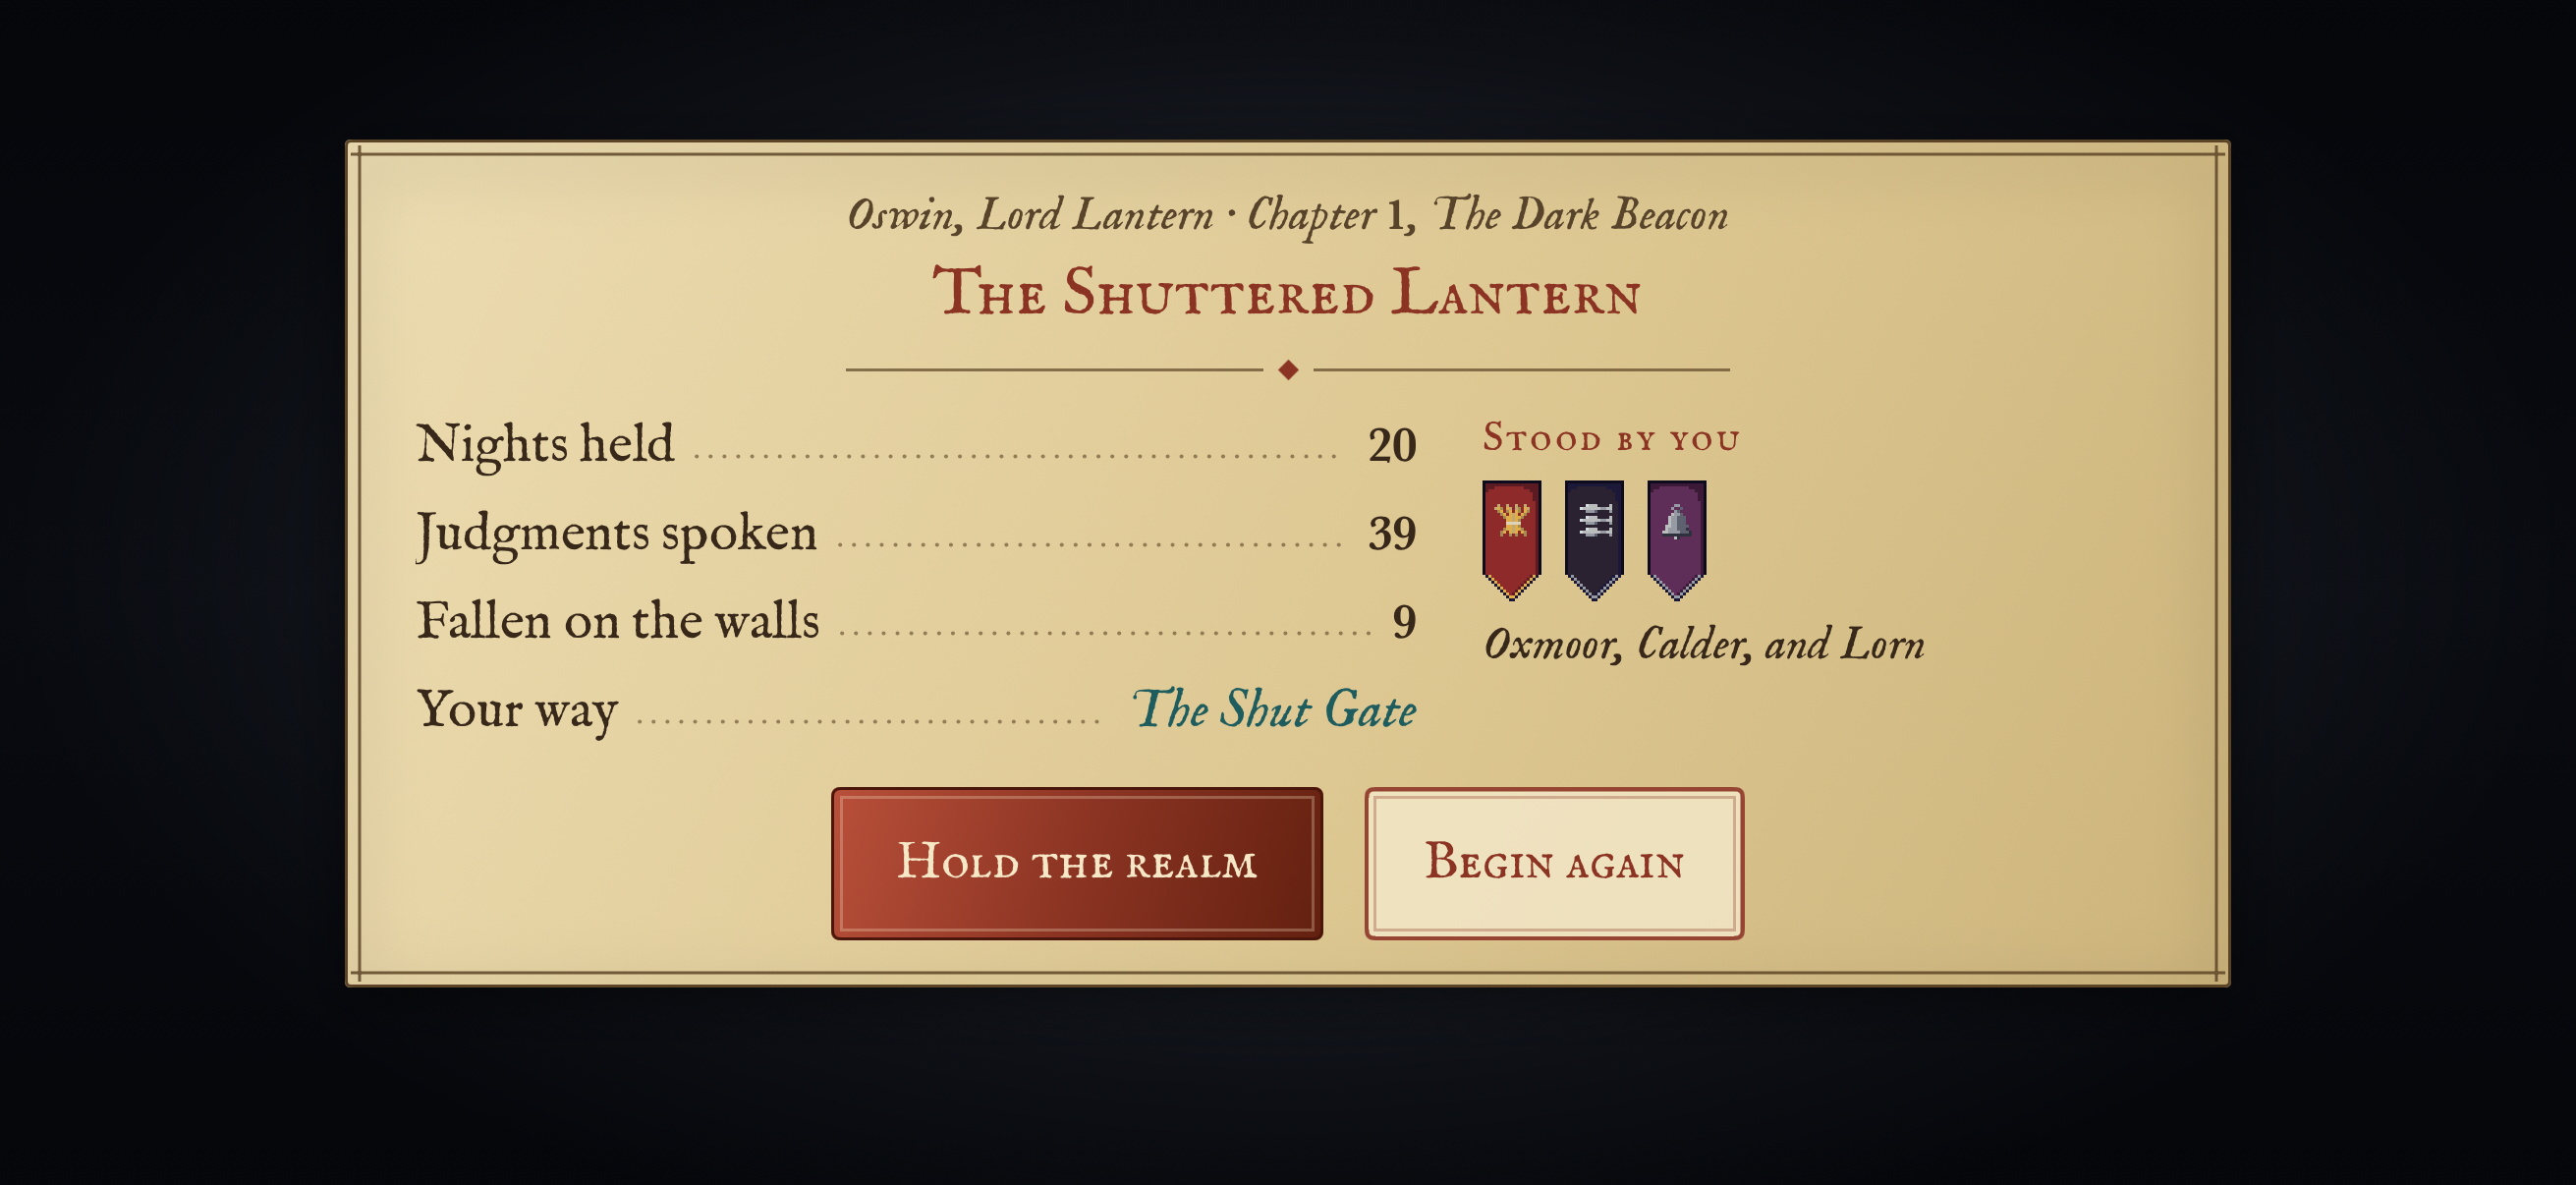 Oswin, Lord Lantern · Chapter 1, The Dark Beacon
The Shuttered Lantern
Nights held 20
Judgments spoken 39
Fallen on the walls 9
Your way The Shut Gate
Stood by you
Oxmoor, Calder, and Lorn
Hold the realm
Begin again